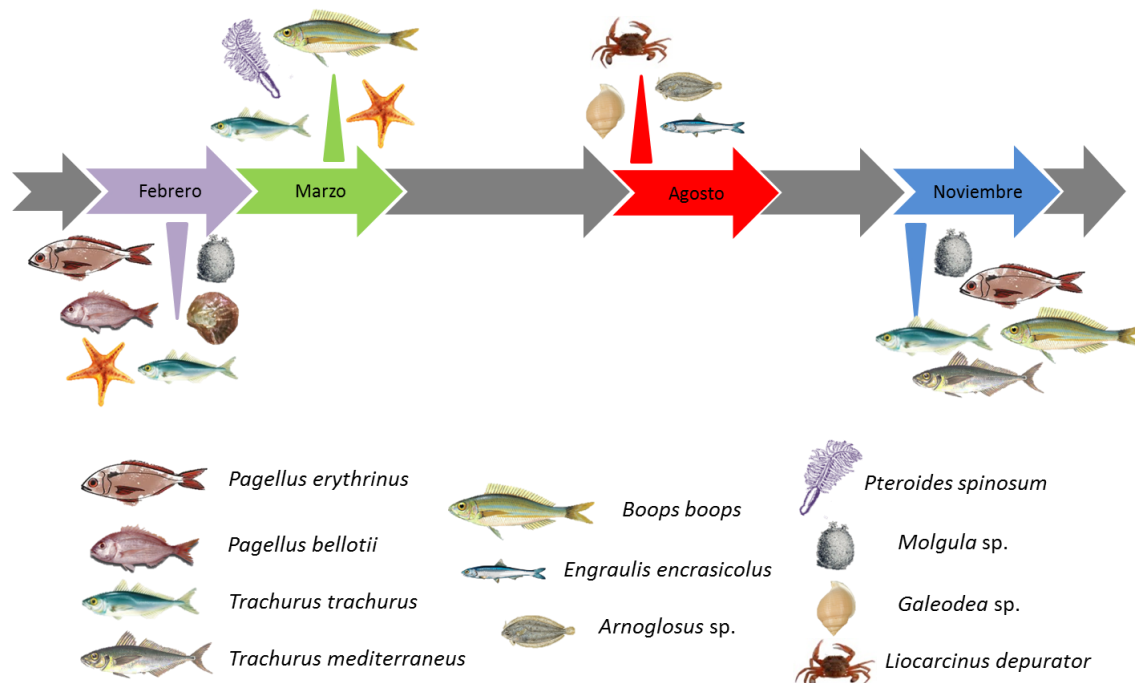 Febrero
Marzo
Agosto
Noviembre
Pagellus erythrinus
Pagellus bellotii
Trachurus trachurus
Trachurus mediterraneus
Boops boops
Engraulis encrasicolus
Arnoglosus sp.
Pteroides spinosum
Molgula sp.
Galeodea sp.
Liocarcinus depurator